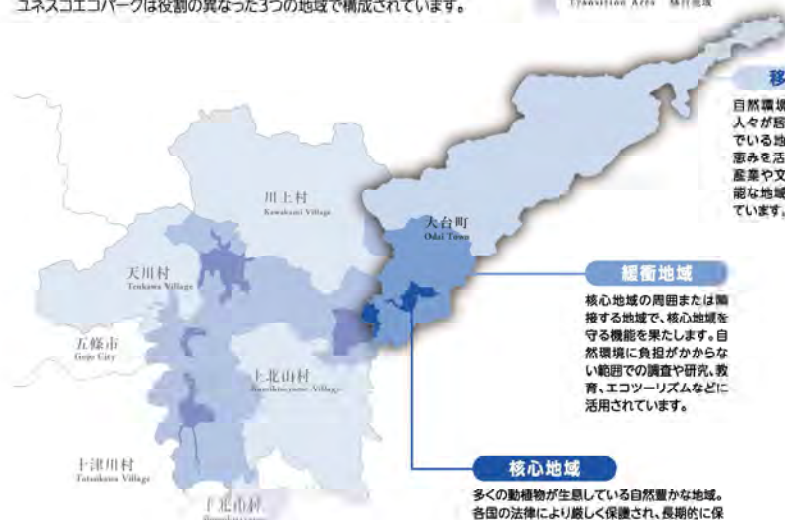 ユネスコエコパークは役割の異なった3つの地域で構成されています。
Transition Area 移行地域
移
自然環境
人々が居
でいる地
恵みを活
産業や文
能な地域
ています。
川上村
Kawakami Village
大台町
Odai Town
天川村
Tenkawa Village
緩衝地域
核心地域の周囲または隣
接する地域で、核心地域を
守る機能を果たします。自
然環境に負担がかからな
い範囲での調査や研究、教
育、エコツーリズムなどに
活用されています。
五條市
Gojo City
上北山村
Kamikitayama Village
十津川村
Totsukawa Village
下北山村
核心地域
多くの動植物が生息している自然豊かな地域。
各国の法律により厳しく保護され、長期的に保